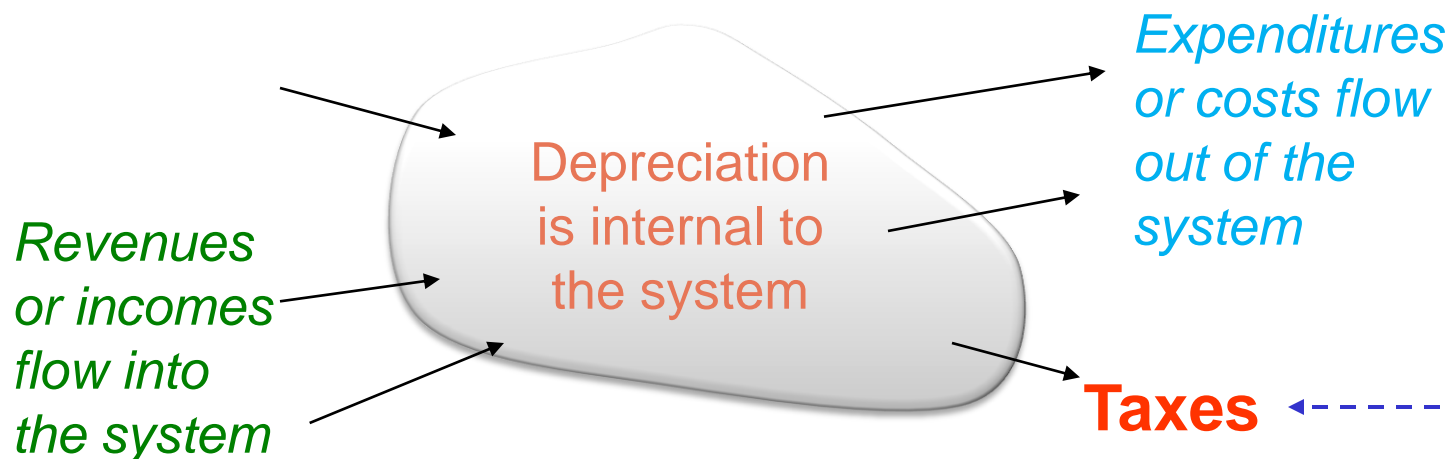 Revenues
or incomes
flow into
the system
Depreciation
is internal to
the system
Expenditures
or costs flow
out of the
system
Taxes